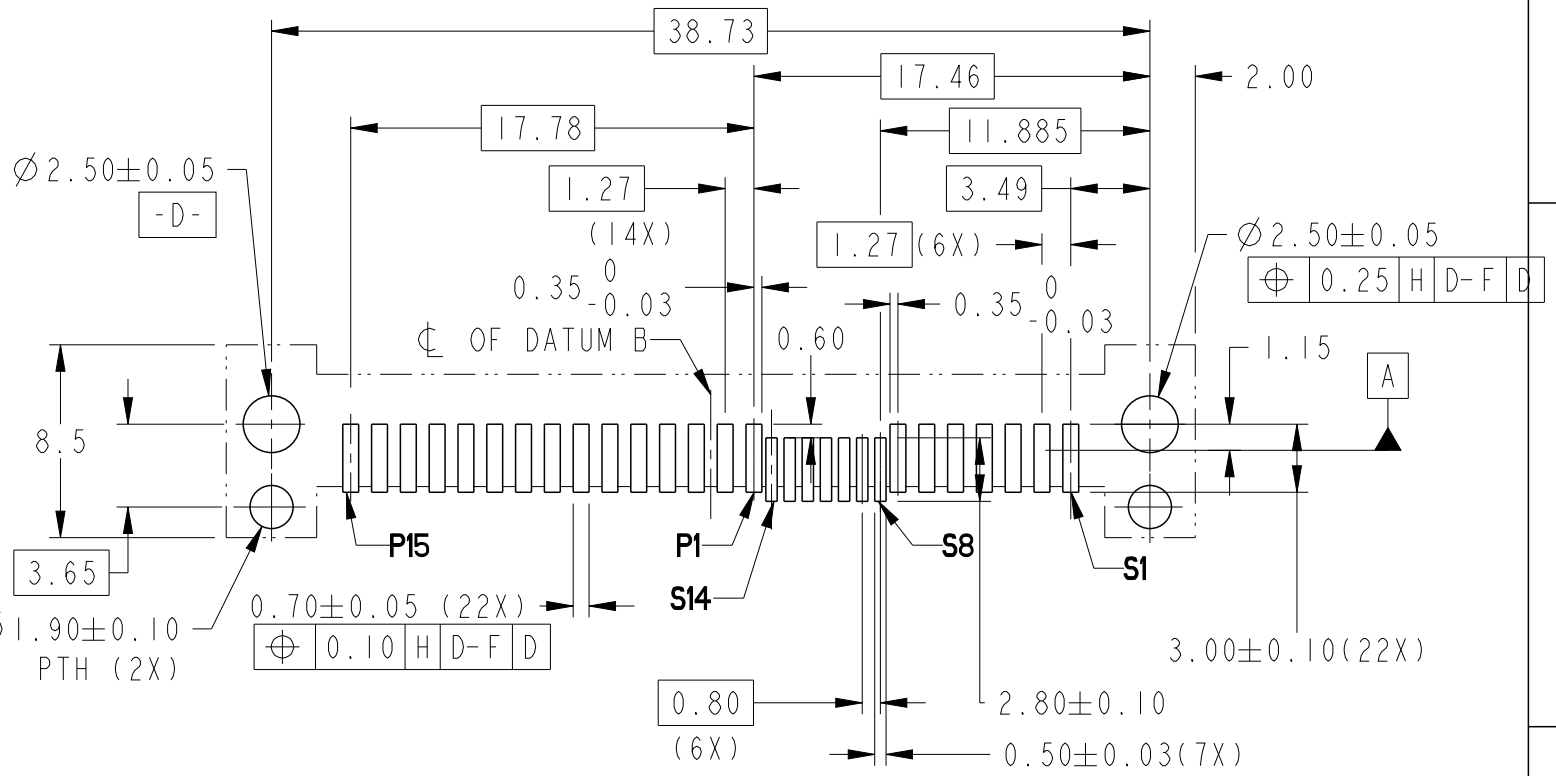 38.73
17.46
2.00
17.78
11.885
⌀2.50±0.05
-D-
1.27
(14X)
3.49
1.27 (6X)
⌀2.50±0.05
⌖ 0.25 H D-F D
0.35 0 -0.03
0.35 0 -0.03
℄ OF DATUM B
0.60
1.15
A
8.5
P15
P1
S8
S1
3.65
S14
0.70±0.05 (22X)
⌖ 0.10 H D-F D
1.90±0.10
PTH (2X)
3.00±0.10(22X)
0.80
(6X)
2.80±0.10
0.50±0.03(7X)